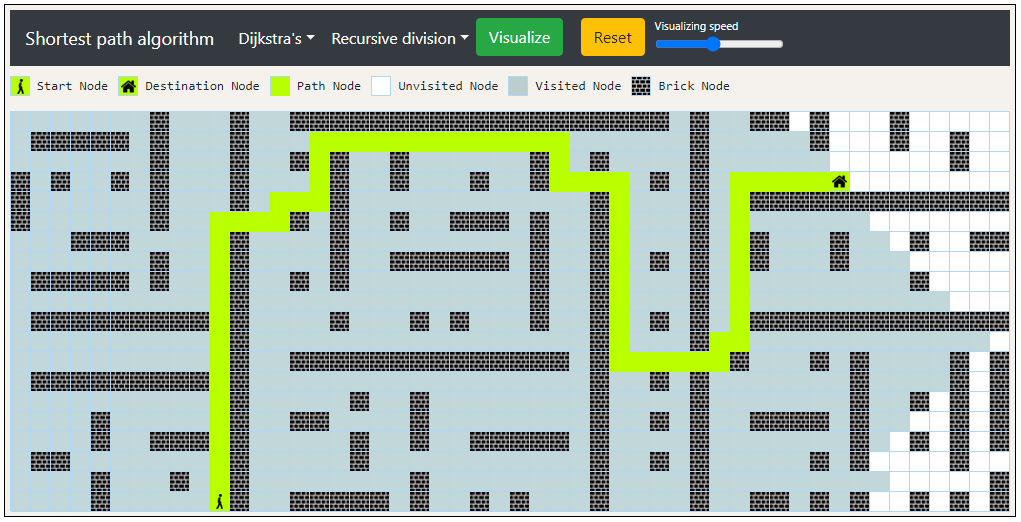 Shortest path algorithm Dijkstra's Recursive division Visualize Reset Visualizing speed
Start Node Destination Node Path Node Unvisited Node Visited Node Brick Node